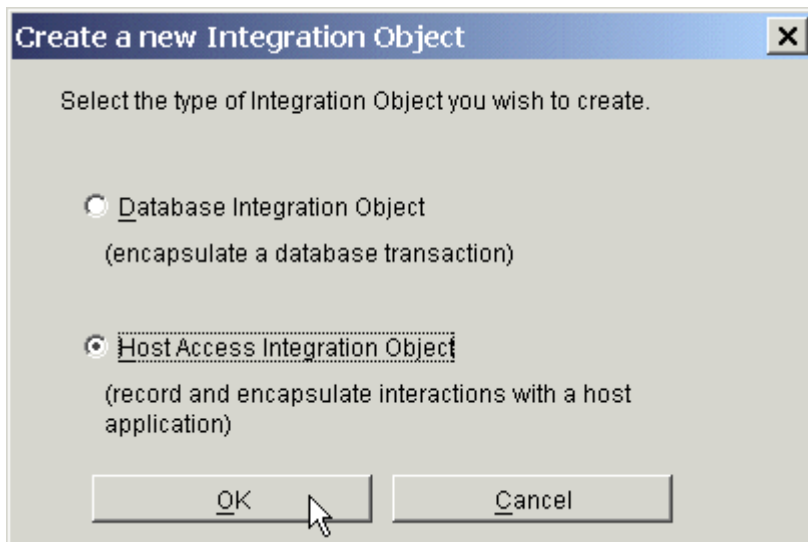 Create a new Integration Object
Select the type of Integration Object you wish to create.
Database Integration Object
(encapsulate a database transaction)
Host Access Integration Object
(record and encapsulate interactions with a host
application)
OK
Cancel